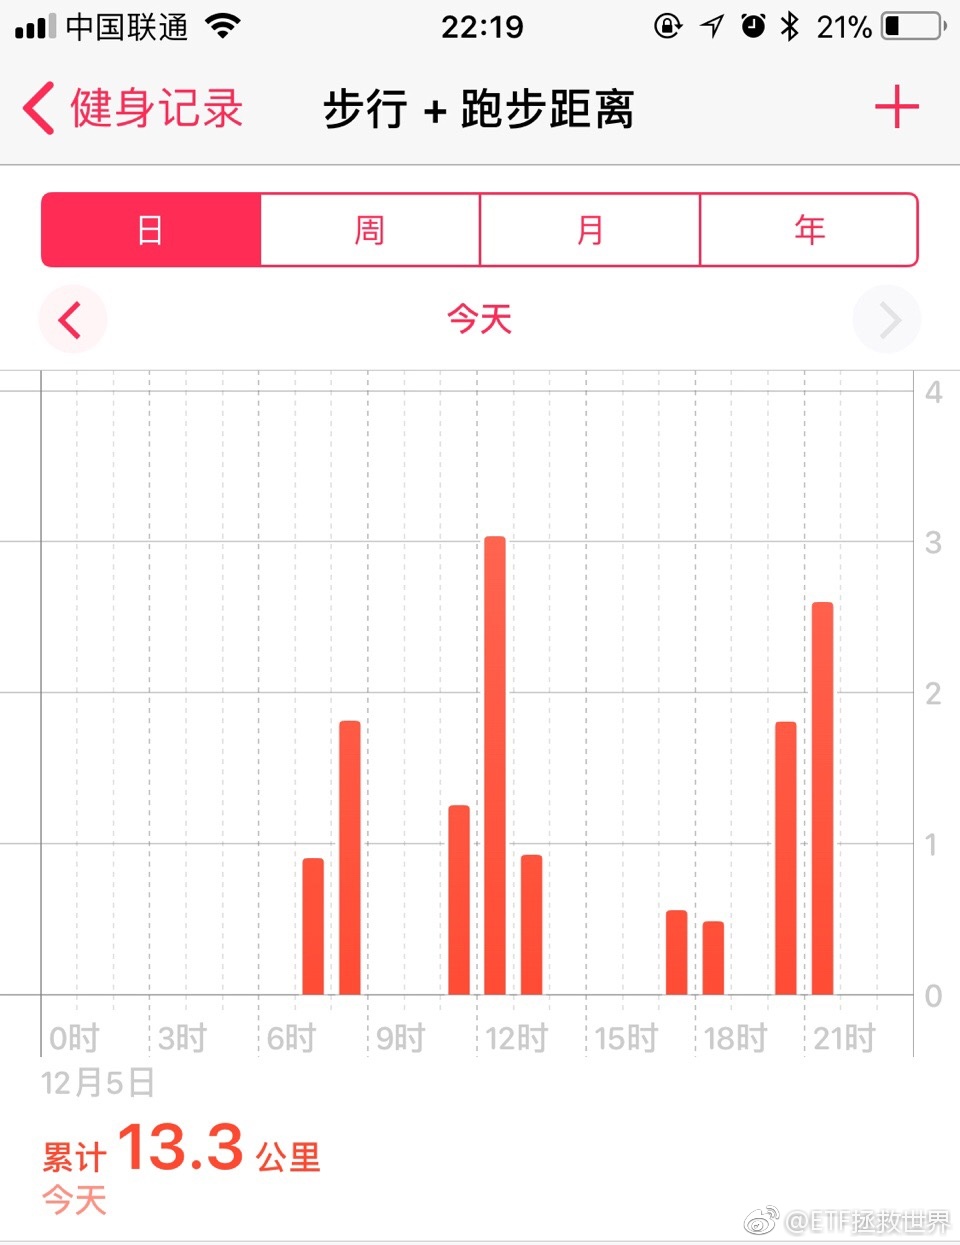 中国联通 22:19 21%
健身记录 步行 + 跑步距离
日 周 月 年
今天
4
3
2
1
0
0时 3时 6时 9时 12时 15时 18时 21时
12月5日
累计 13.3 公里
今天
@ETF拯救世界